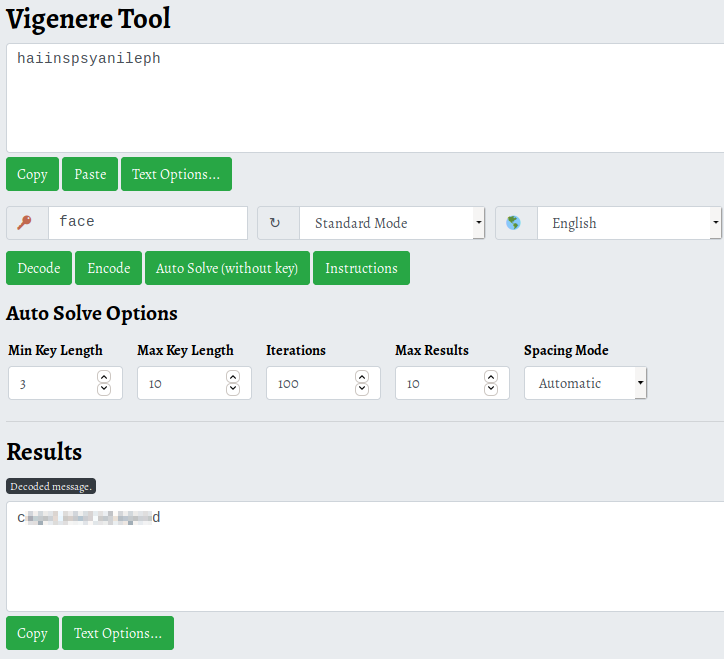 Vigenere Tool
haiinspsyanileph
Copy Paste Text Options...
face Standard Mode English
Decode Encode Auto Solve (without key) Instructions
Auto Solve Options
Min Key Length Max Key Length Iterations Max Results Spacing Mode
3 10 100 10 Automatic
Results
Decoded message.
c d
Copy Text Options...